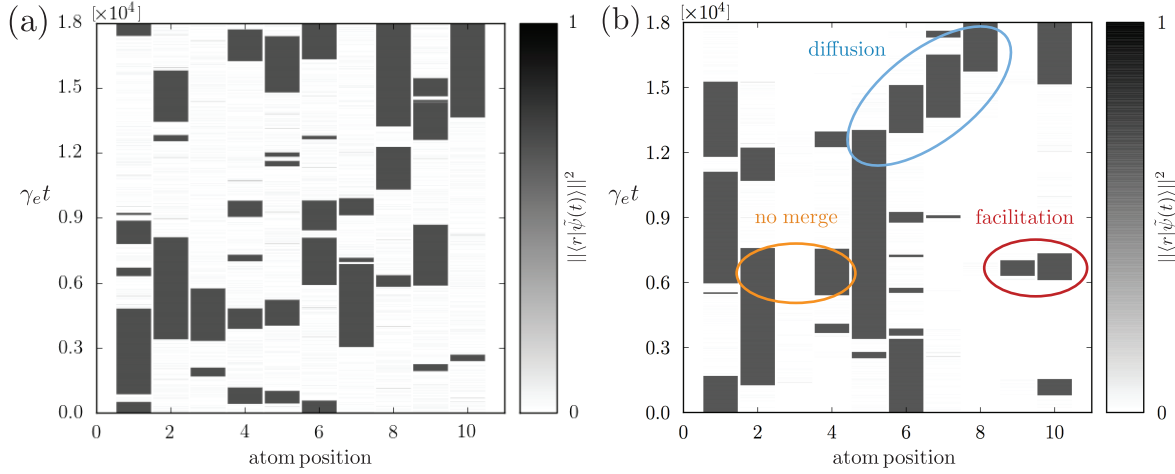 (a)
[×10⁴]
1.8
1.5
1.2
γₑt
0.9
0.6
0.3
0.0
0 2 4 6 8 10
atom position
1
||⟨r|ψ̃(t)⟩||²
0
(b)
[×10⁴]
1.8
1.5
1.2
γₑt
0.9
0.6
0.3
0.0
diffusion
no merge
facilitation
0 2 4 6 8 10
atom position
1
||⟨r|ψ̃(t)⟩||²
0